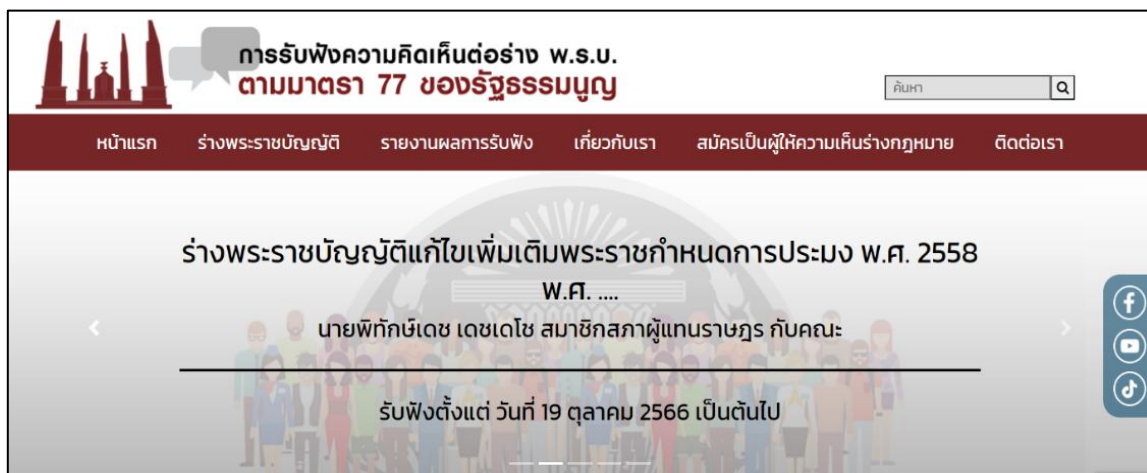 การรับฟังความคิดเห็นต่อร่าง พ.ร.บ.
ตามมาตรา 77 ของรัฐธรรมนูญ
ค้นหา
หน้าแรก ร่างพระราชบัญญัติ รายงานผลการรับฟัง เกี่ยวกับเรา สมัครเป็นผู้ให้ความเห็นร่างกฎหมาย ติดต่อเรา
ร่างพระราชบัญญัติแก้ไขเพิ่มเติมพระราชกำหนดการประมง พ.ศ. 2558
พ.ศ. ....
นายพิทักษ์เดช เดชเดโช สมาชิกสภาผู้แทนราษฎร กับคณะ
รับฟังตั้งแต่ วันที่ 19 ตุลาคม 2566 เป็นต้นไป